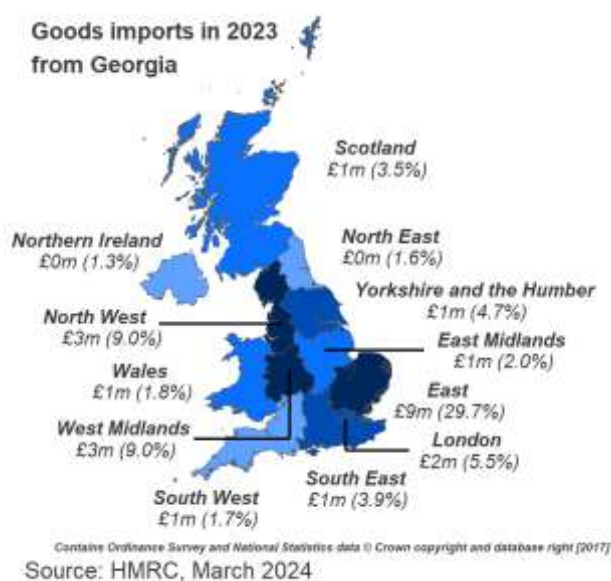 Goods imports in 2023
from Georgia
Scotland
£1m (3.5%)
Northern Ireland
£0m (1.3%)
North East
£0m (1.6%)
Yorkshire and the Humber
£1m (4.7%)
North West
£3m (9.0%)
East Midlands
£1m (2.0%)
Wales
£1m (1.8%)
East
£9m (29.7%)
West Midlands
£3m (9.0%)
London
£2m (5.5%)
South East
£1m (3.9%)
South West
£1m (1.7%)
Contains Ordinance Survey and National Statistics data © Crown copyright and database right [2017]
Source: HMRC, March 2024